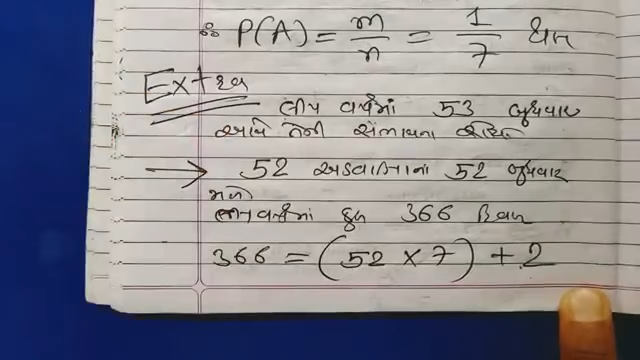 ∴ P(A) = m/n = 1/7 થાય
Extra
લીપ વર્ષમાં 53 બુધવાર
આવે તેની સંભાવના શોધો
→ 52 અઠવાડિયાના 52 બુધવાર
મળે
લીપવર્ષમાં કુલ 366 દિવસ
366 = (52 × 7) + 2